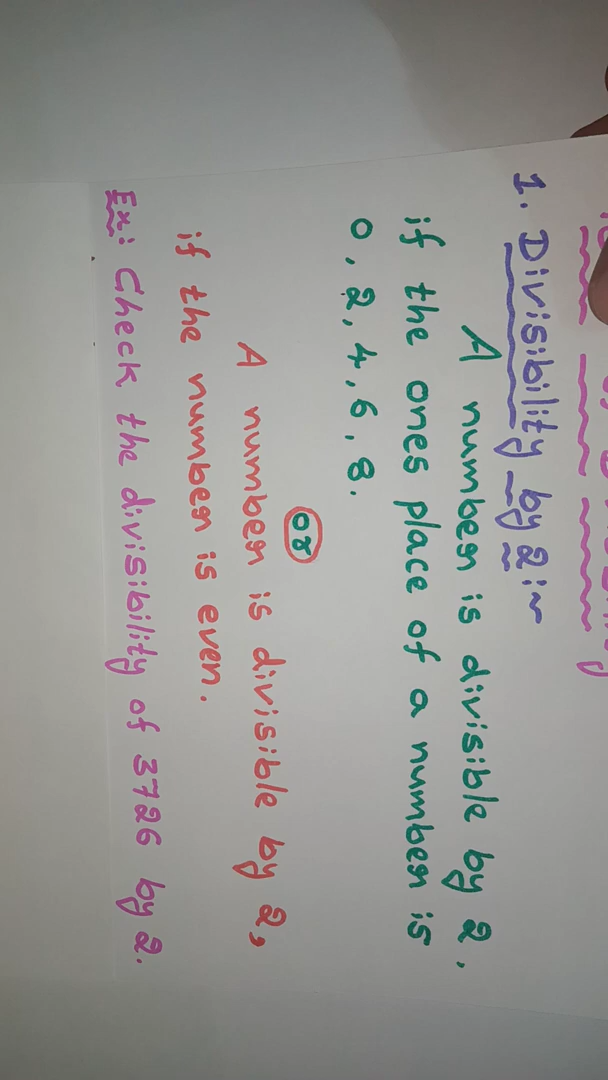 1. Divisibility by 2:~
A number is divisible by 2.
if the ones place of a number is
0, 2, 4, 6, 8.
or
A number is divisible by 2,
if the number is even.
Ex: Check the divisibility of 3726 by 2.